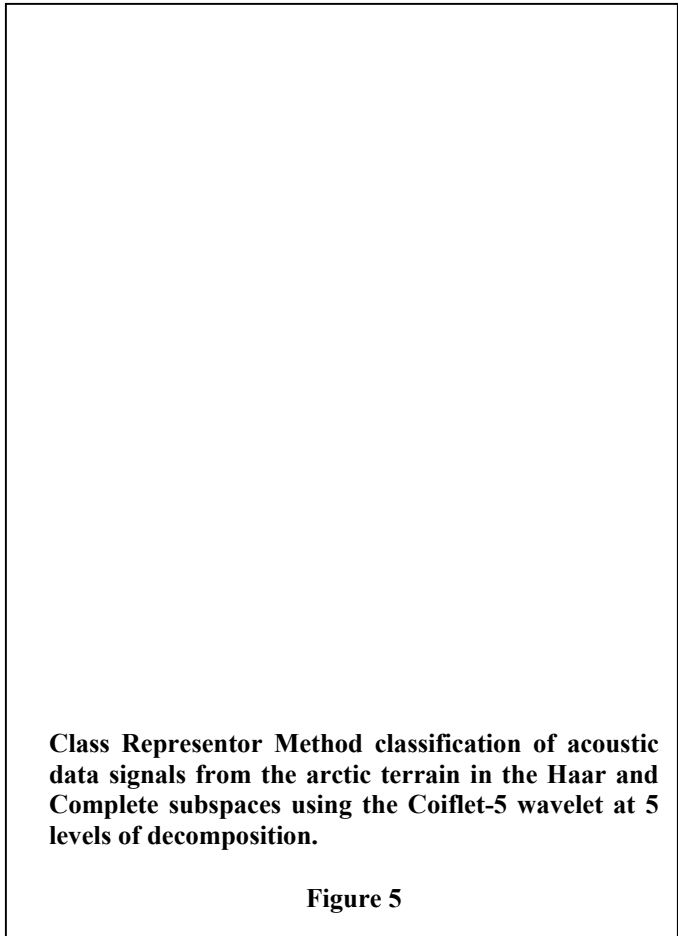 Class Representor Method classification of acoustic
data signals from the arctic terrain in the Haar and
Complete subspaces using the Coiflet-5 wavelet at 5
levels of decomposition.
Figure 5